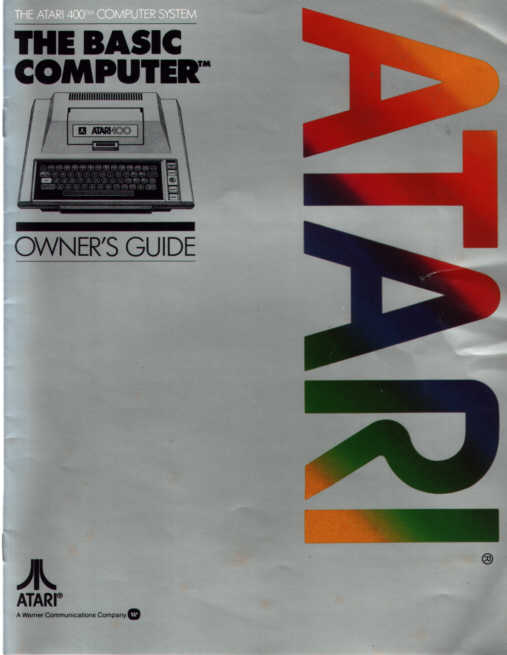 THE ATARI 400™ COMPUTER SYSTEM
THE BASIC
COMPUTER™
ATARI 400
OWNER'S GUIDE
ATARI®
ATARI®
A Warner Communications Company